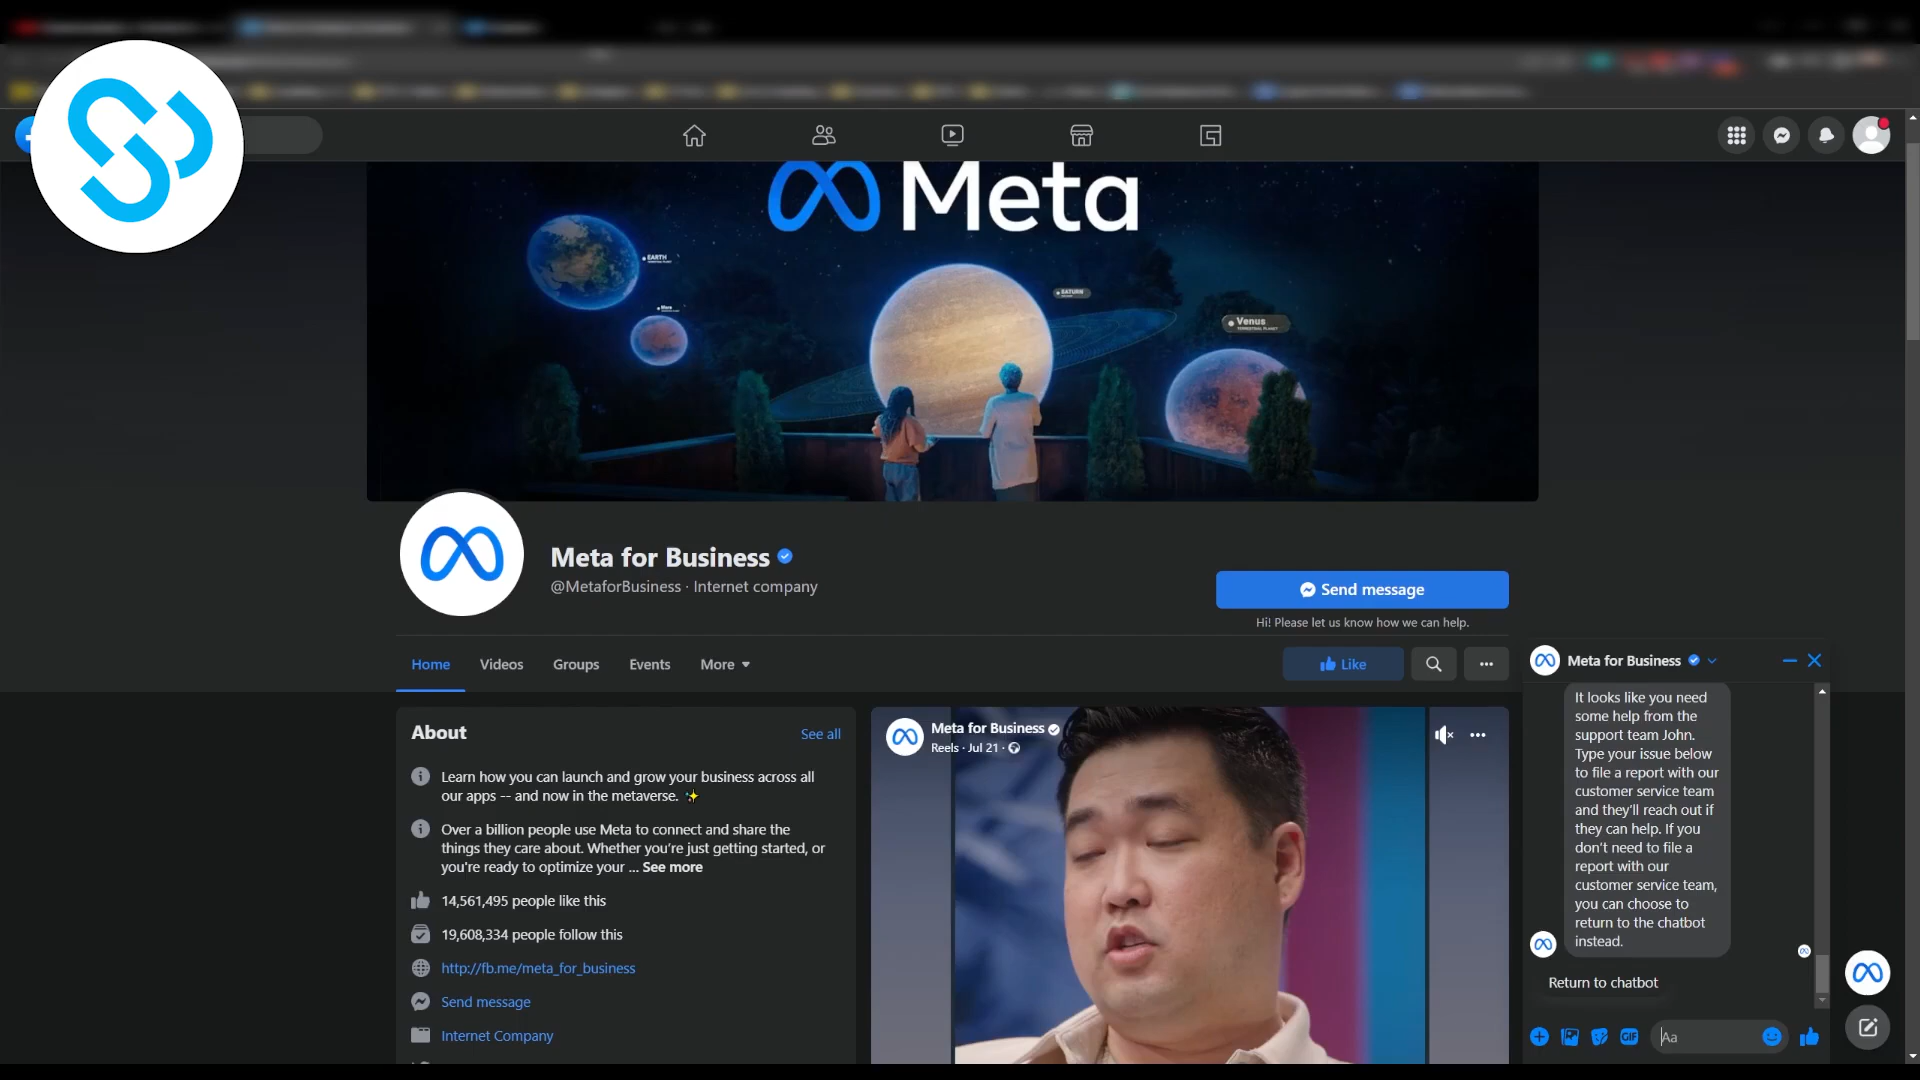 Meta
EARTH
Mars
SATURN
Venus
TERRESTRIAL PLANET
Meta for Business
@MetaforBusiness · Internet company
Send message
Hi! Please let us know how we can help.
Home
Videos
Groups
Events
More
Like
About
See all
Learn how you can launch and grow your business across all
our apps -- and now in the metaverse. ✨
Over a billion people use Meta to connect and share the
things they care about. Whether you're just getting started, or
you're ready to optimize your ... See more
14,561,495 people like this
19,608,334 people follow this
http://fb.me/meta_for_business
Send message
Internet Company
Meta for Business
Reels · Jul 21 ·
Meta for Business
It looks like you need
some help from the
support team John.
Type your issue below
to file a report with our
customer service team
and they'll reach out if
they can help. If you
don't need to file a
report with our
customer service team,
you can choose to
return to the chatbot
instead.
Return to chatbot
GIF
Aa